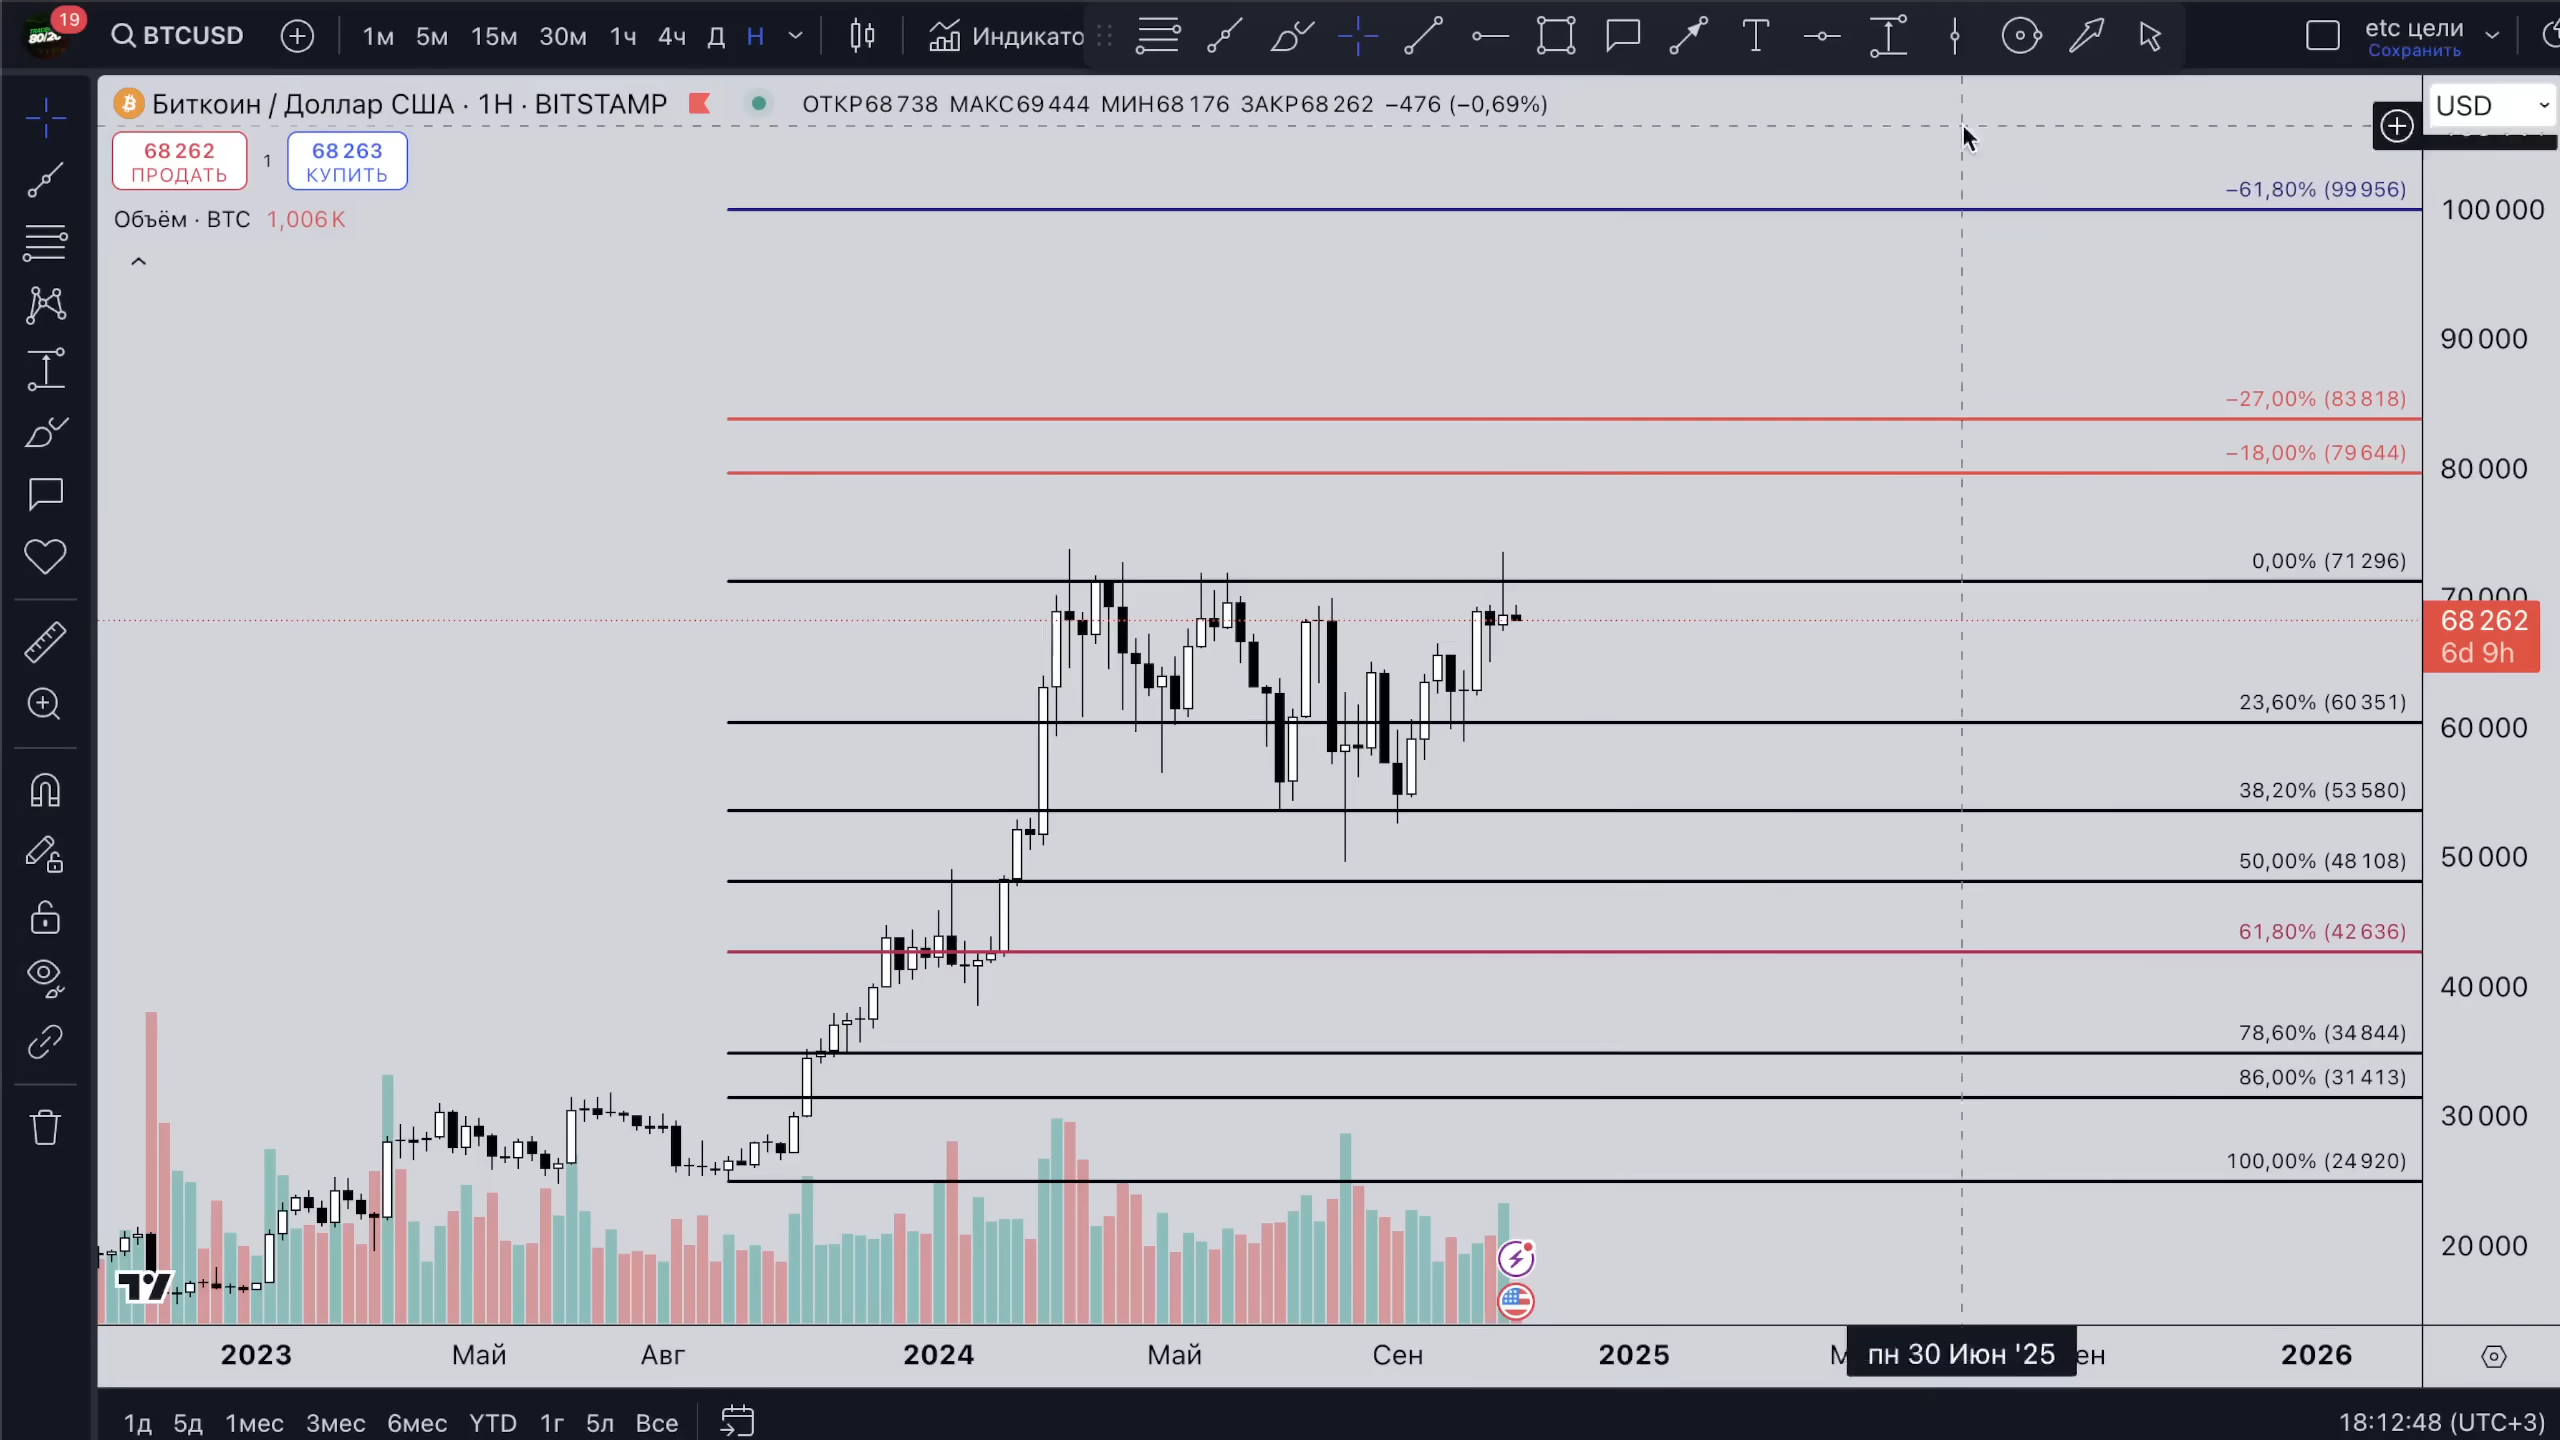 19
BTCUSD
1м 5м 15м 30м 1ч 4ч Д Н
Индикато
etc цели
Сохранить
Биткоин / Доллар США · 1Н · BITSTAMP
ОТКР68 738 МАКС69 444 МИН68 176 ЗАКР68 262 −476 (−0,69%)
USD
68 262
ПРОДАТЬ
1
68 263
КУПИТЬ
Объём · BTC 1,006 K
−61,80% (99 956)
100 000
90 000
−27,00% (83 818)
−18,00% (79 644)
80 000
0,00% (71 296)
70 000
68 262
6d 9h
23,60% (60 351)
60 000
38,20% (53 580)
50,00% (48 108)
50 000
61,80% (42 636)
40 000
78,60% (34 844)
86,00% (31 413)
30 000
100,00% (24 920)
20 000
2023 Май Авг 2024 Май Сен 2025 пн 30 Июн '25 ен 2026
1д 5д 1мес 3мес 6мес YTD 1г 5л Все
18:12:48 (UTC+3)